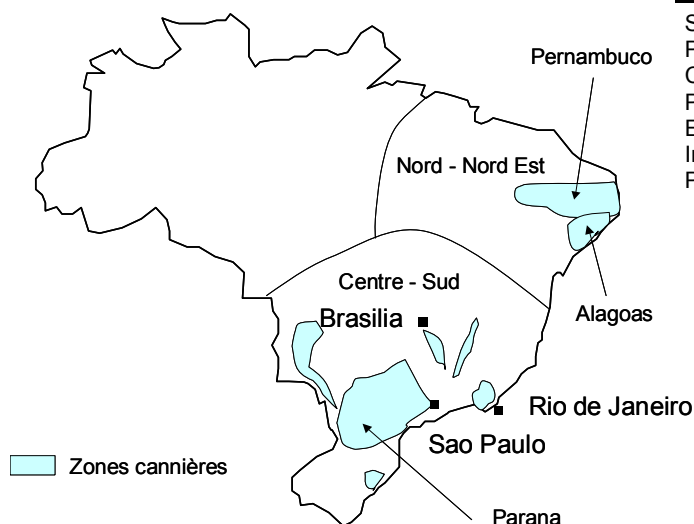 Pernambuco
Nord - Nord Est
Centre - Sud
Brasilia
Alagoas
Rio de Janeiro
Sao Paulo
Zones cannières
Parana